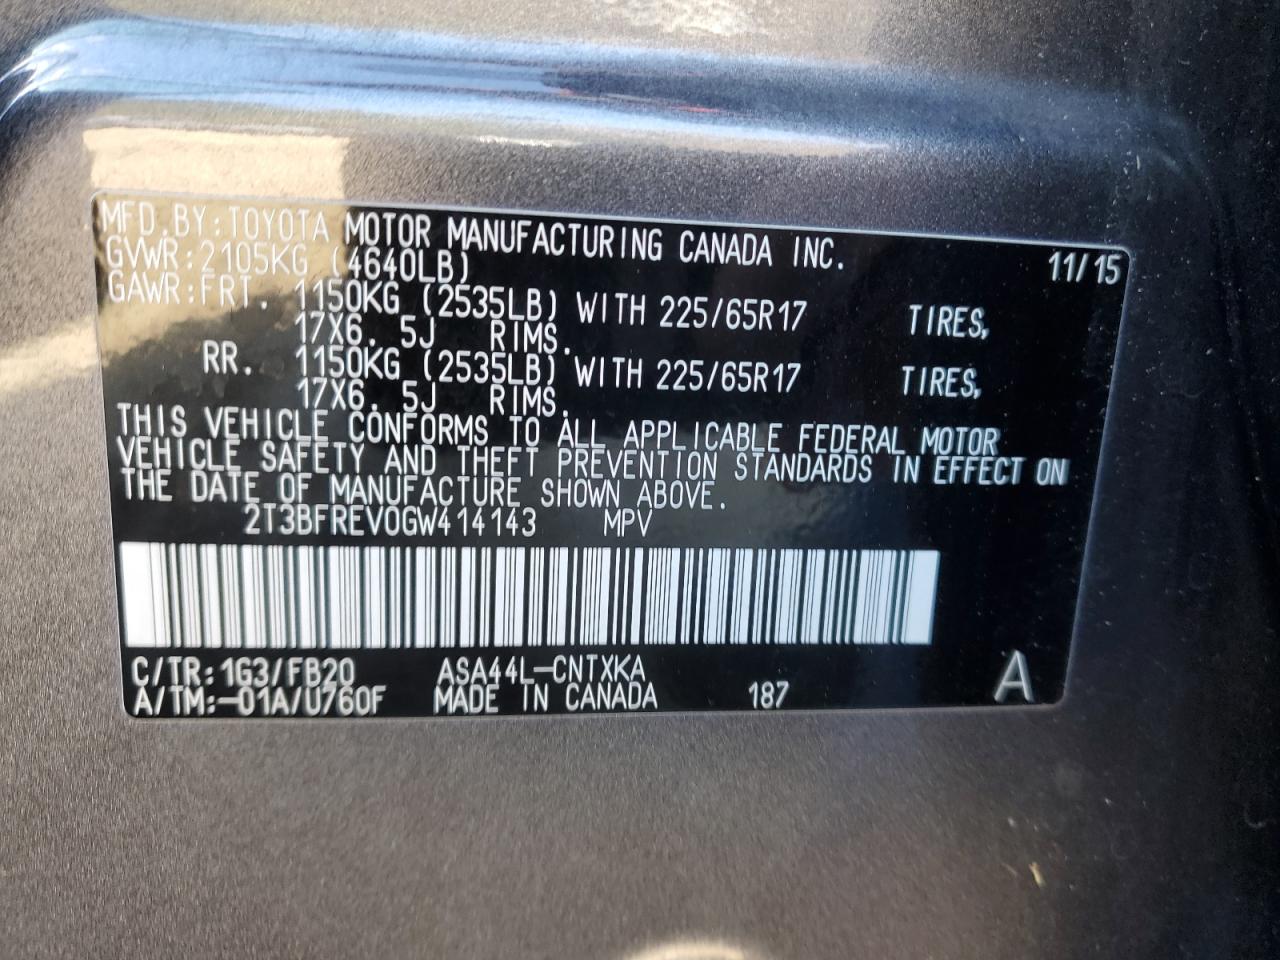 MFD.BY:TOYOTA MOTOR MANUFACTURING CANADA INC. 11/15
GVWR:2105KG (4640LB)
GAWR:FRT. 1150KG (2535LB) WITH 225/65R17 TIRES,
17X6.5J RIMS.
RR. 1150KG (2535LB) WITH 225/65R17 TIRES,
17X6.5J RIMS.
THIS VEHICLE CONFORMS TO ALL APPLICABLE FEDERAL MOTOR
VEHICLE SAFETY AND THEFT PREVENTION STANDARDS IN EFFECT ON
THE DATE OF MANUFACTURE SHOWN ABOVE.
2T3BFREV0GW414143 MPV
C/TR:1G3/FB20 ASA44L-CNTXKA
A/TM:-01A/U760F MADE IN CANADA 187 A